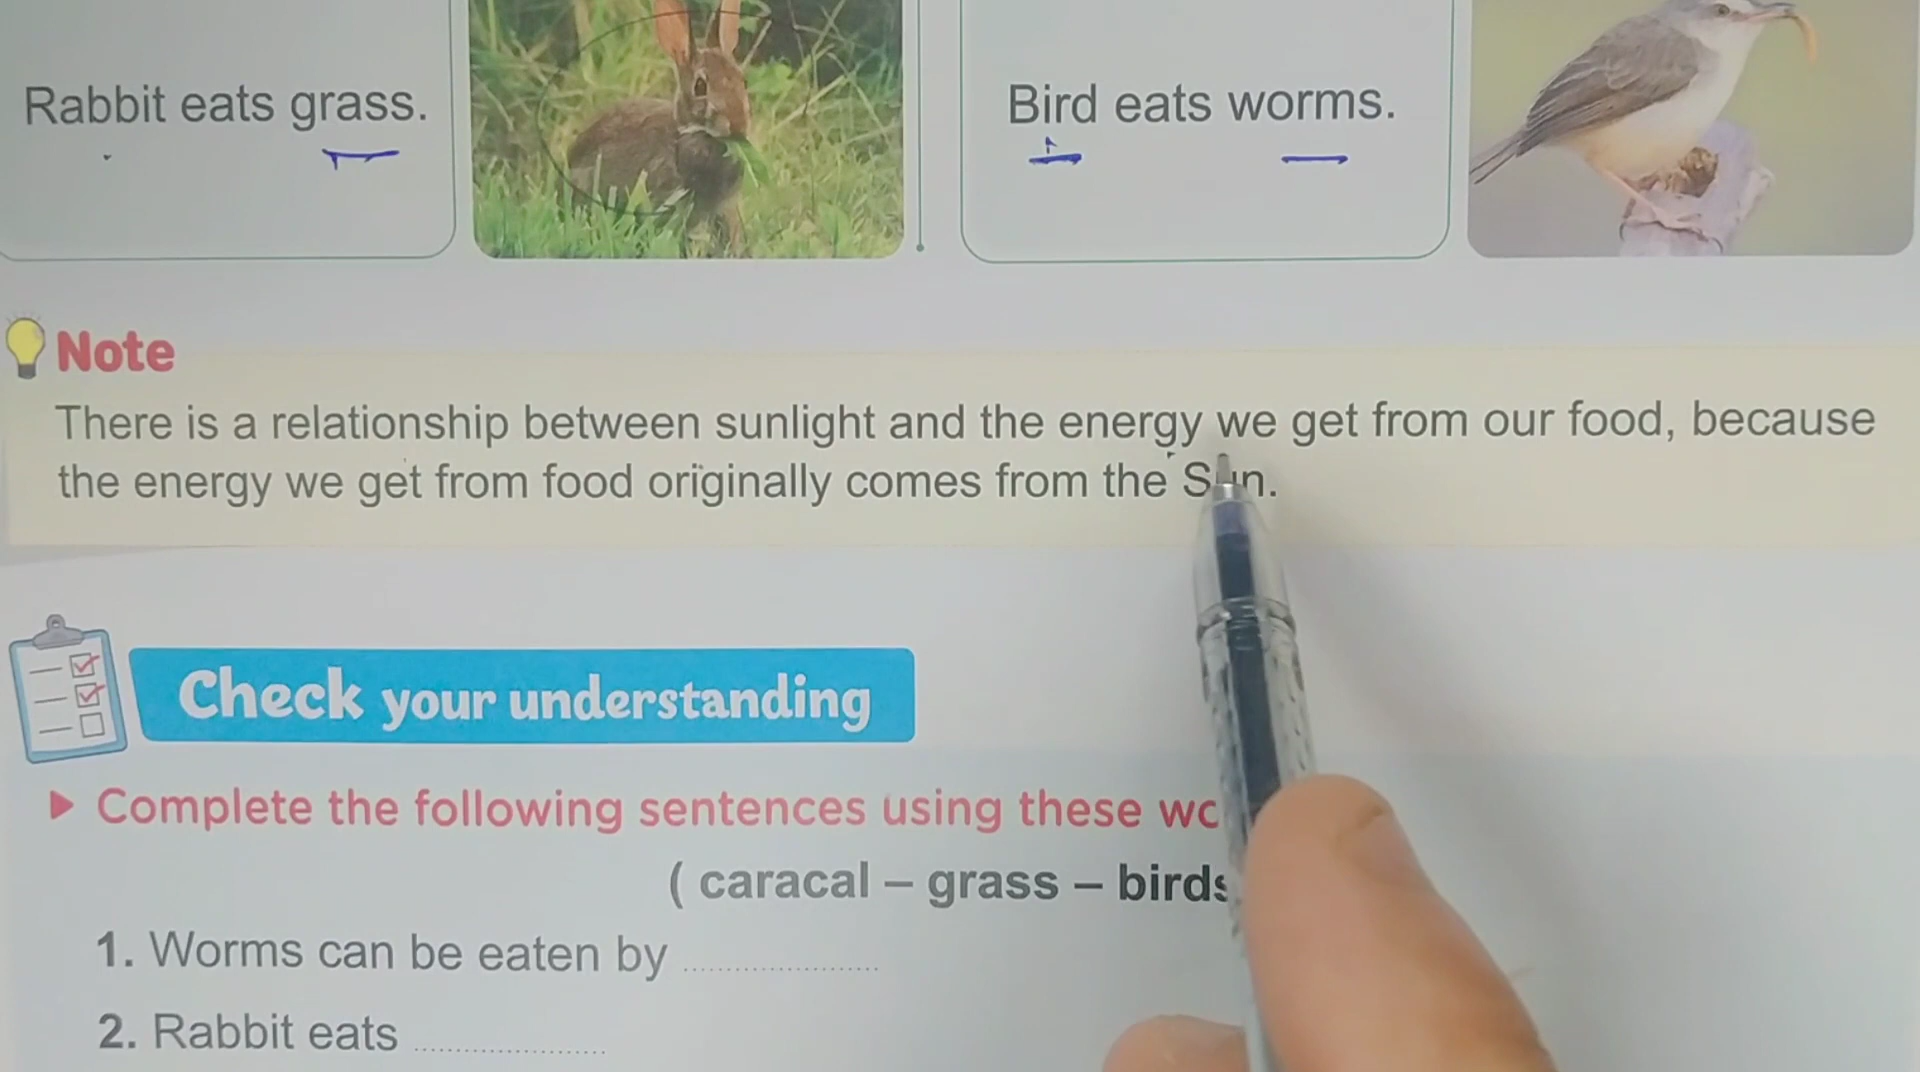 Rabbit eats grass.
Bird eats worms.
Note
There is a relationship between sunlight and the energy we get from our food, because
the energy we get from food originally comes from the Sun.
Check your understanding
Complete the following sentences using these
( caracal – grass – birds
1. Worms can be eaten by ....................
2. Rabbit eats ....................